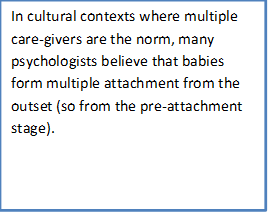 In cultural contexts where multiple
care-givers are the norm, many
psychologists believe that babies
form multiple attachment from the
outset (so from the pre-attachment
stage).